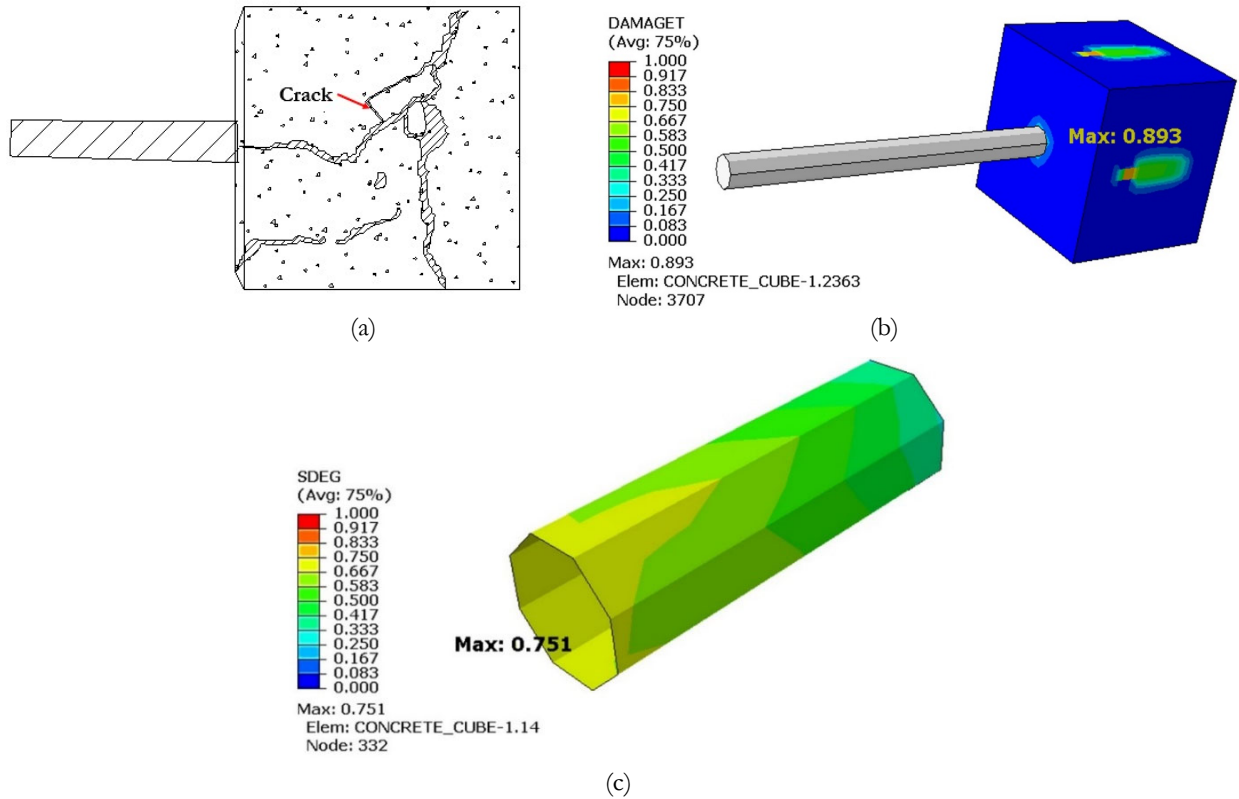 Crack
(a)
DAMAGET
(Avg: 75%)
1.000
0.917
0.833
0.750
0.667
0.583
0.500
0.417
0.333
0.250
0.167
0.083
0.000
Max: 0.893
Elem: CONCRETE_CUBE-1.2363
Node: 3707
Max: 0.893
(b)
SDEG
(Avg: 75%)
1.000
0.917
0.833
0.750
0.667
0.583
0.500
0.417
0.333
0.250
0.167
0.083
0.000
Max: 0.751
Elem: CONCRETE_CUBE-1.14
Node: 332
Max: 0.751
(c)